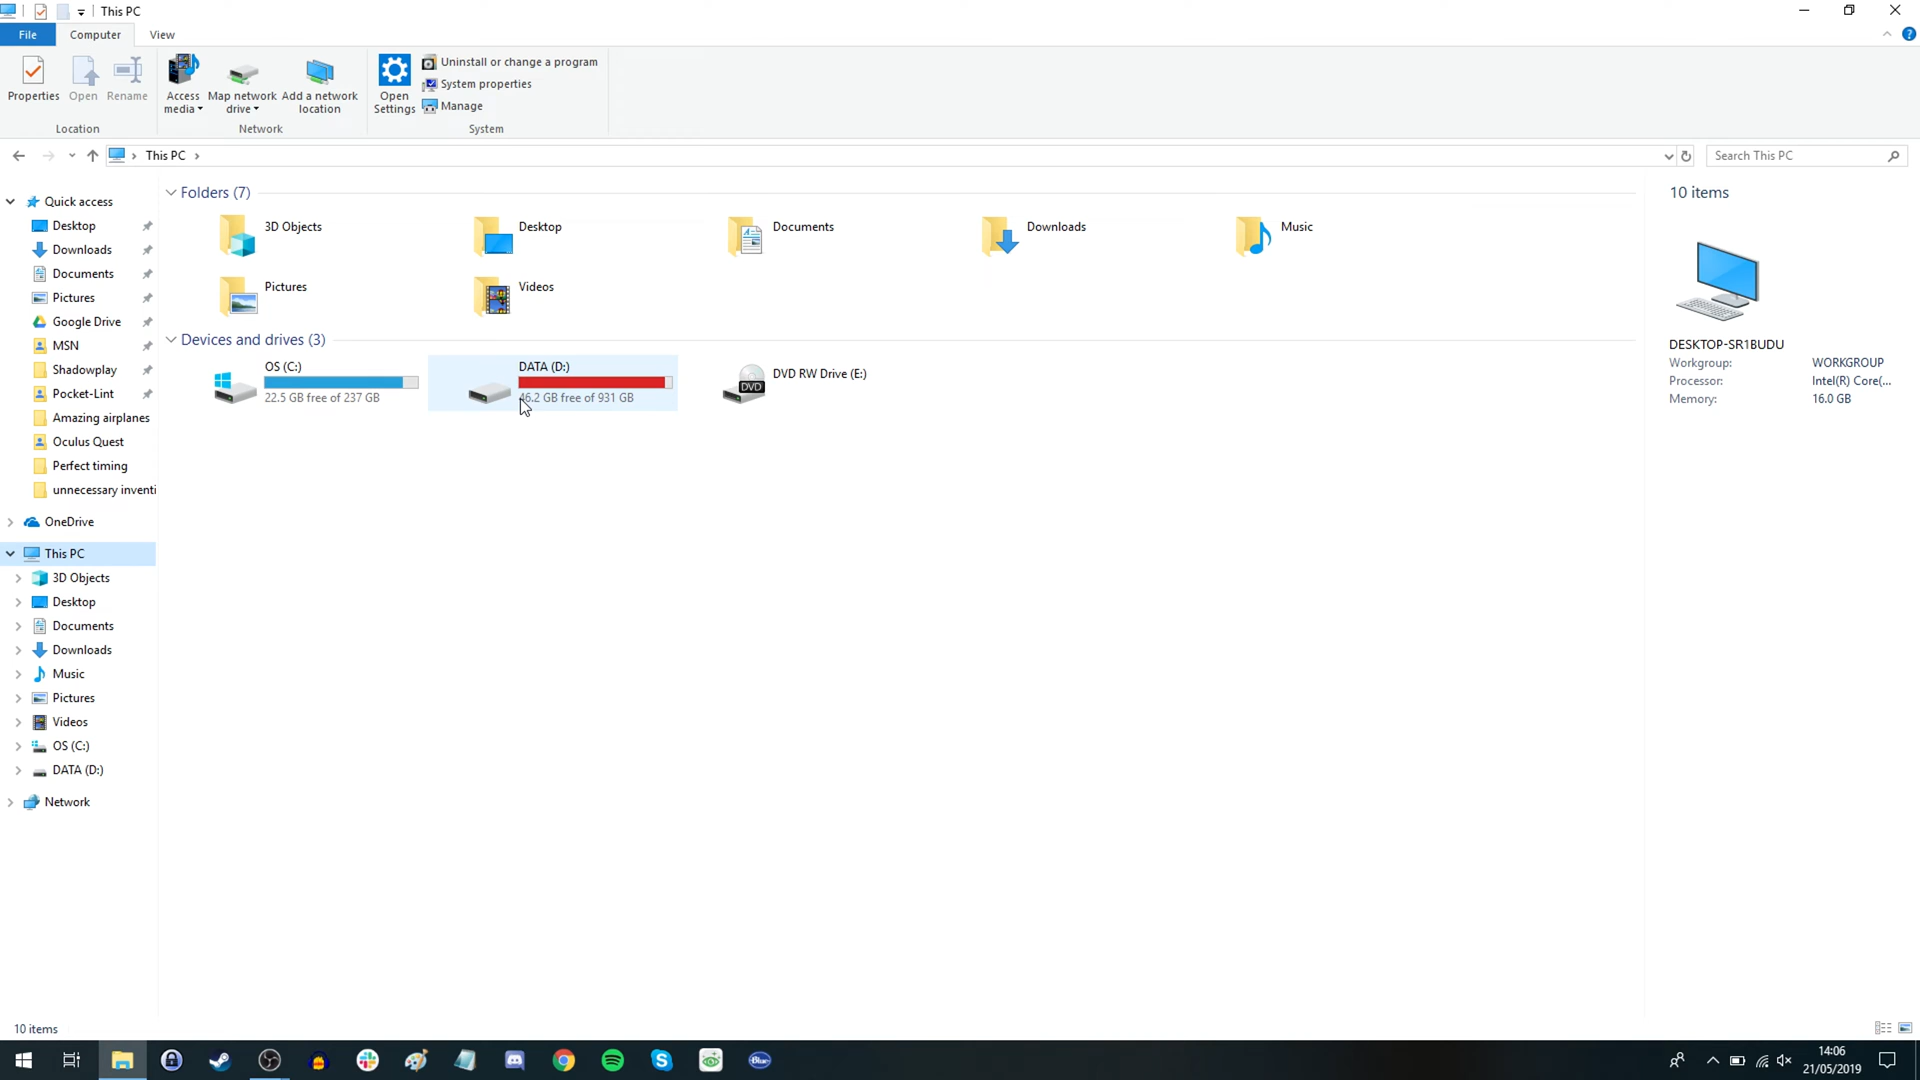 This PC
File
Computer
View
Properties
Open
Rename
Access media
Map network drive
Add a network location
Open Settings
Uninstall or change a program
System properties
Manage
Location
Network
System
This PC
Search This PC
Quick access
Desktop
Downloads
Documents
Pictures
Google Drive
MSN
Shadowplay
Pocket-Lint
Amazing airplanes
Oculus Quest
Perfect timing
unnecessary inventi
OneDrive
This PC
3D Objects
Desktop
Documents
Downloads
Music
Pictures
Videos
OS (C:)
DATA (D:)
Network
Folders (7)
3D Objects
Desktop
Documents
Downloads
Music
Pictures
Videos
Devices and drives (3)
OS (C:)
22.5 GB free of 237 GB
DATA (D:)
46.2 GB free of 931 GB
DVD RW Drive (E:)
DVD
10 items
DESKTOP-SR1BUDU
Workgroup: WORKGROUP
Processor: Intel(R) Core(...
Memory: 16.0 GB
10 items
Blue
14:06
21/05/2019